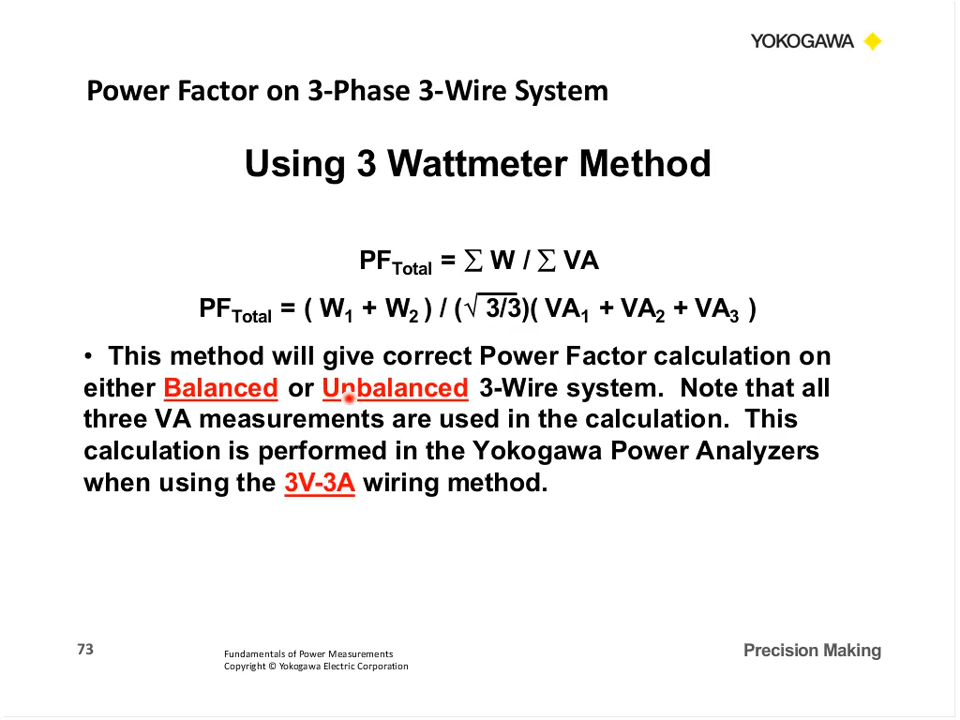 YOKOGAWA
Power Factor on 3-Phase 3-Wire System
Using 3 Wattmeter Method
PFTotal = ∑ W / ∑ VA
PFTotal = ( W1 + W2 ) / (√ 3/3)( VA1 + VA2 + VA3 )
• This method will give correct Power Factor calculation on
either Balanced or Unbalanced 3-Wire system. Note that all
three VA measurements are used in the calculation. This
calculation is performed in the Yokogawa Power Analyzers
when using the 3V-3A wiring method.
73
Fundamentals of Power Measurements
Copyright © Yokogawa Electric Corporation
Precision Making